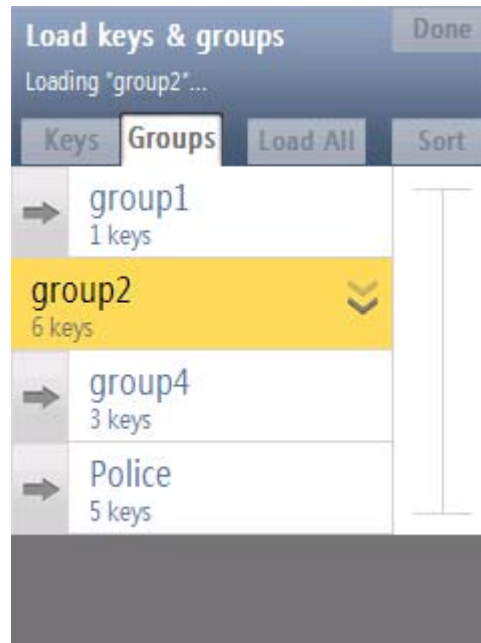 Load keys & groups
Done
Loading "group2"...
Keys
Groups
Load All
Sort
group1
1 keys
group2
6 keys
group4
3 keys
Police
5 keys